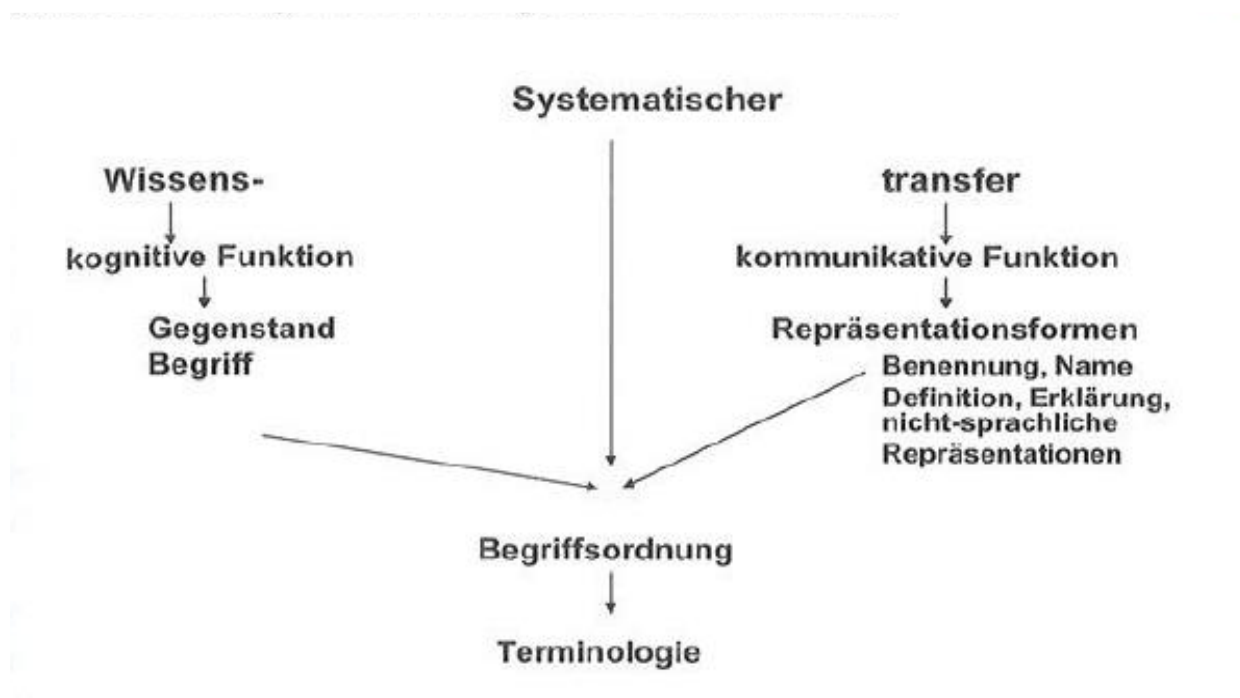 Systematischer
Wissens-
transfer
kognitive Funktion
kommunikative Funktion
Gegenstand
Begriff
Repräsentationsformen
Benennung, Name
Definition, Erklärung,
nicht-sprachliche
Repräsentationen
Begriffsordnung
Terminologie